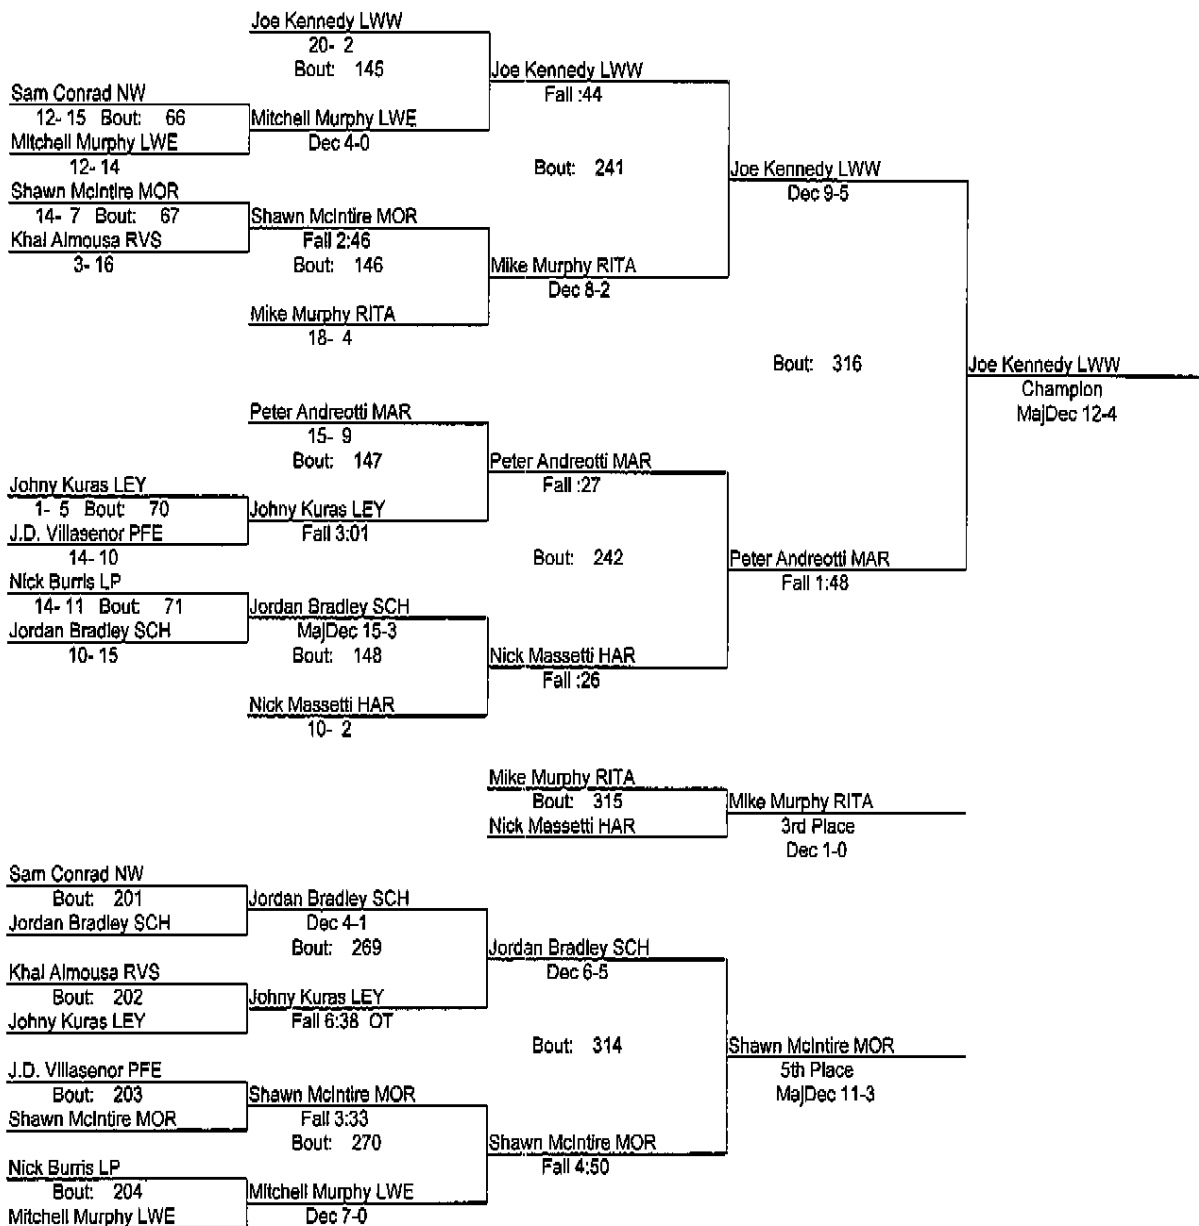 Joe Kennedy LWW
20- 2
Bout: 145
Joe Kennedy LWW
Fall :44
Sam Conrad NW
12- 15 Bout: 66
Mitchell Murphy LWE
Dec 4-0
Mitchell Murphy LWE
12- 14
Bout: 241
Joe Kennedy LWW
Dec 9-5
Shawn McIntire MOR
14- 7 Bout: 67
Shawn McIntire MOR
Fall 2:46
Khal Almousa RVS
3- 16
Bout: 146
Mike Murphy RITA
Dec 8-2
Mike Murphy RITA
18- 4
Bout: 316
Joe Kennedy LWW
Champion
MajDec 12-4
Peter Andreotti MAR
15- 9
Bout: 147
Peter Andreotti MAR
Fall :27
Johny Kuras LEY
1- 5 Bout: 70
Johny Kuras LEY
Fall 3:01
J.D. Villasenor PFE
14- 10
Bout: 242
Peter Andreotti MAR
Fall 1:48
Nick Burris LP
14- 11 Bout: 71
Jordan Bradley SCH
MajDec 15-3
Jordan Bradley SCH
10- 15
Bout: 148
Nick Massetti HAR
Fall :26
Nick Massetti HAR
10- 2
Mike Murphy RITA
Bout: 315
Mike Murphy RITA
Nick Massetti HAR
3rd Place
Dec 1-0
Sam Conrad NW
Bout: 201
Jordan Bradley SCH
Jordan Bradley SCH
Dec 4-1
Bout: 269
Jordan Bradley SCH
Dec 6-5
Khal Almousa RVS
Bout: 202
Johny Kuras LEY
Johny Kuras LEY
Fall 6:38 OT
Bout: 314
Shawn McIntire MOR
5th Place
MajDec 11-3
J.D. Villasenor PFE
Bout: 203
Shawn McIntire MOR
Shawn McIntire MOR
Fall 3:33
Bout: 270
Shawn McIntire MOR
Fall 4:50
Nick Burris LP
Bout: 204
Mitchell Murphy LWE
Mitchell Murphy LWE
Dec 7-0